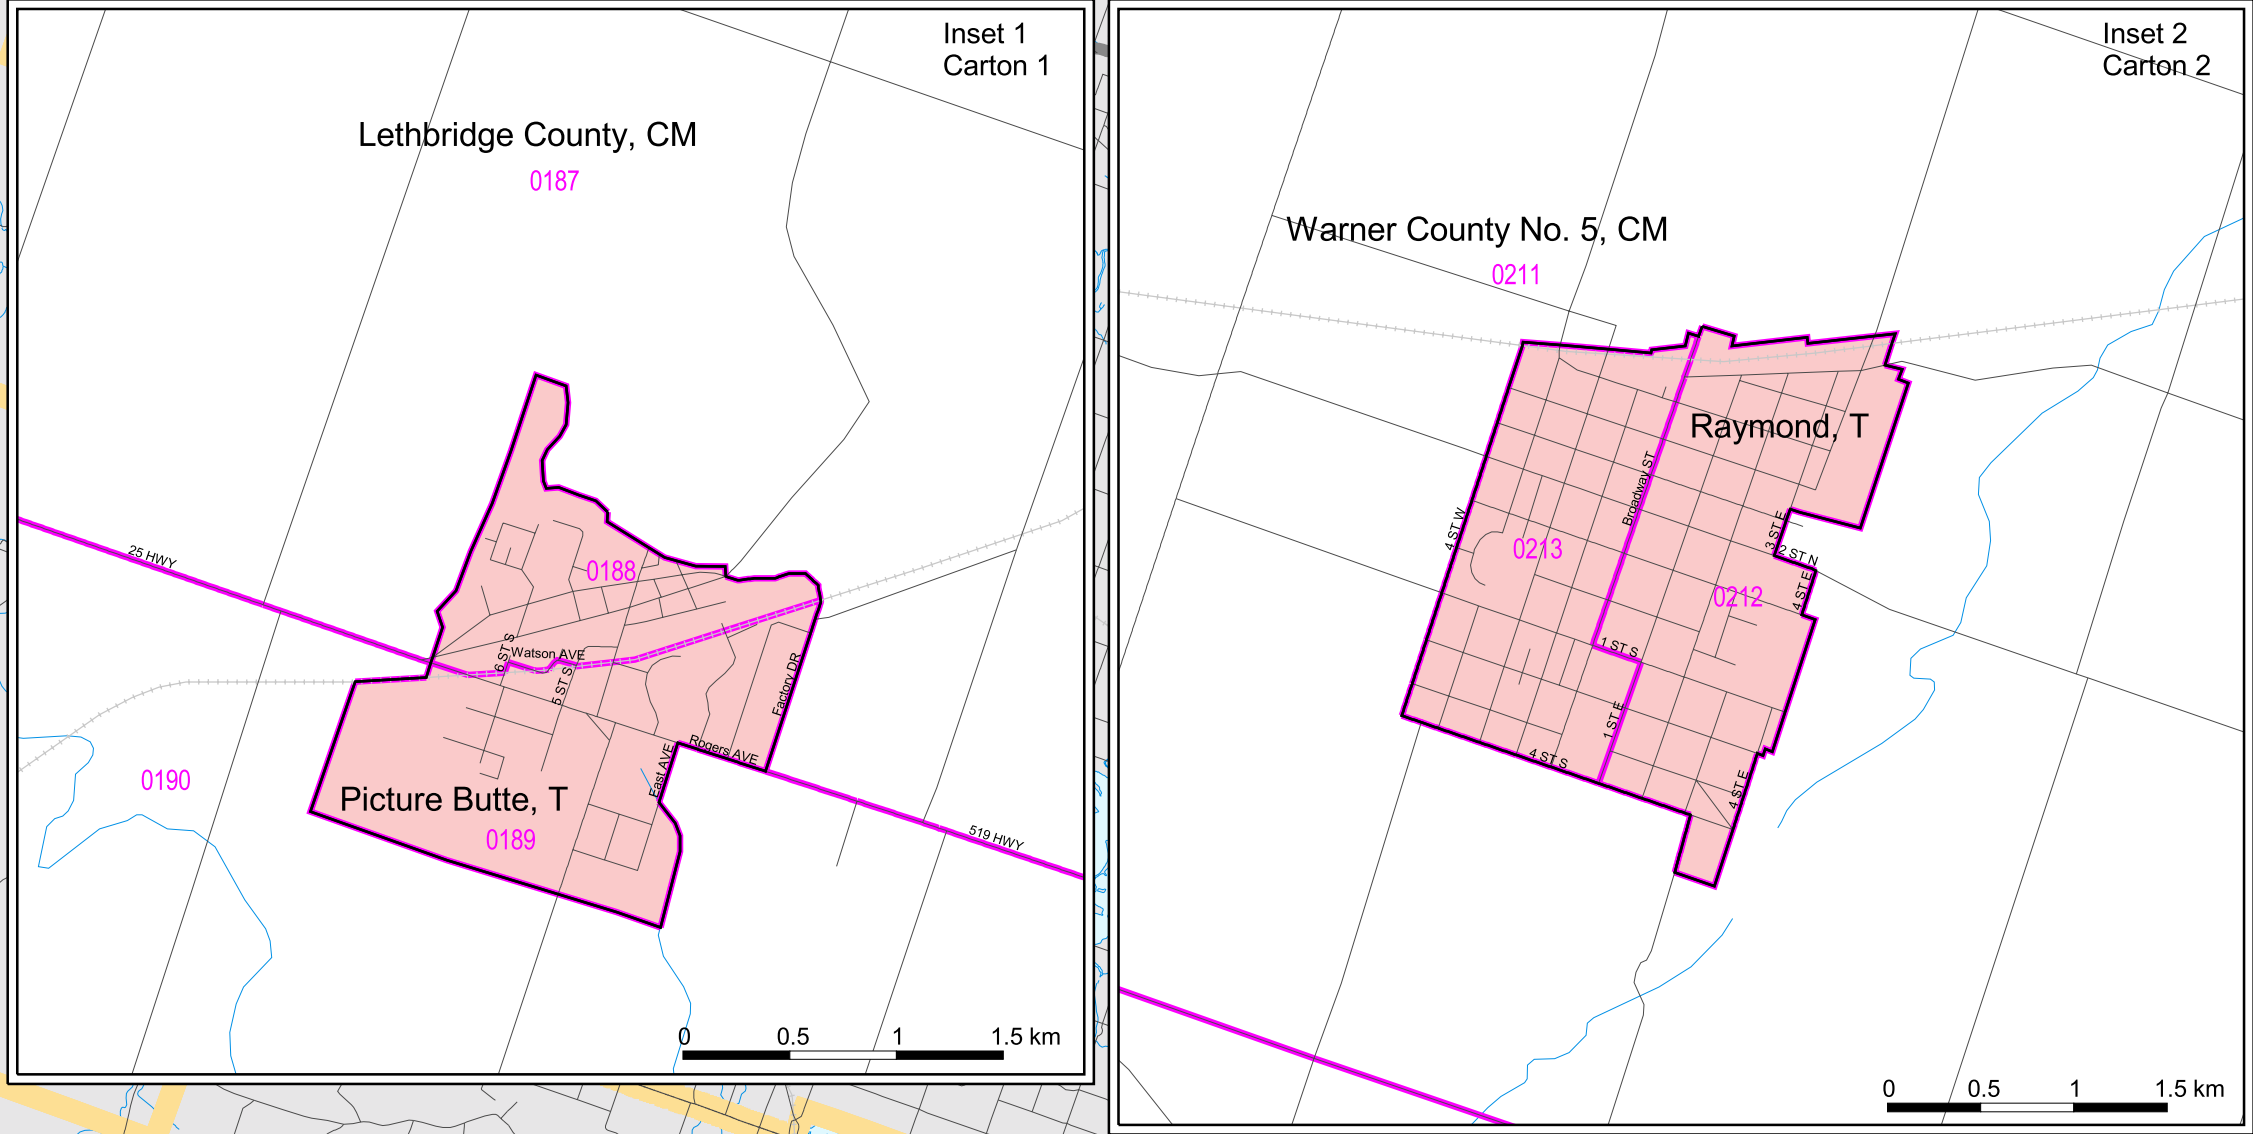 Inset 1
Carton 1
Lethbridge County, CM
0187
25 HWY
0188
6 ST S
Watson AVE
5 ST S
Factory DR
Rogers AVE
East AVE
0190
Picture Butte, T
0189
519 HWY
0 0.5 1 1.5 km
Inset 2
Carton 2
Warner County No. 5, CM
0211
Raymond, T
Broadway ST
4 ST W
0213
3 ST E
2 ST N
4 ST E
0212
1 ST S
1 ST E
4 ST S
4 ST E
0 0.5 1 1.5 km